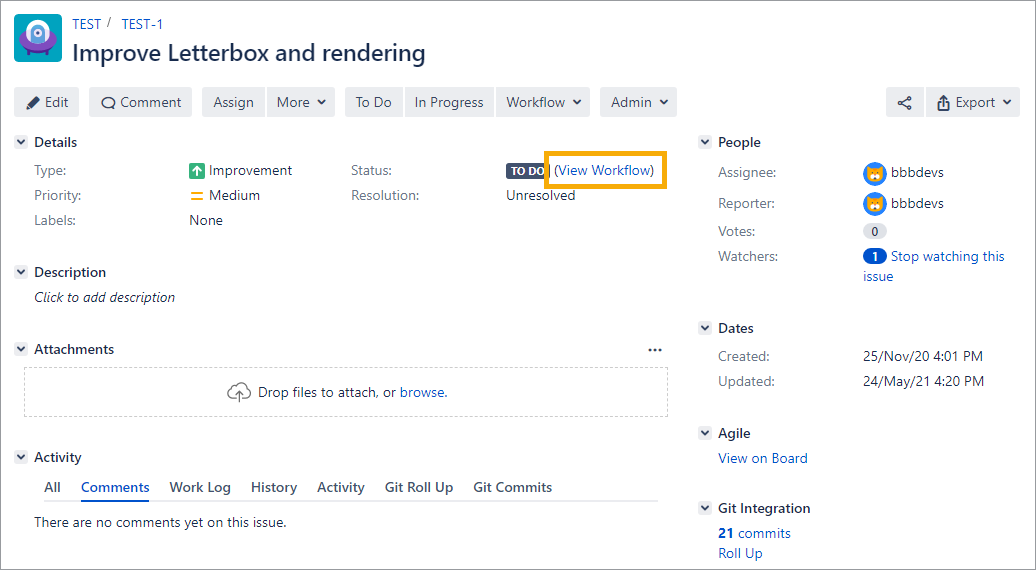 TEST / TEST-1
Improve Letterbox and rendering
Edit Comment Assign More To Do In Progress Workflow Admin Export
Details
Type: Improvement Status: TO DO (View Workflow)
Priority: Medium Resolution: Unresolved
Labels: None
Description
Click to add description
Attachments
Drop files to attach, or browse.
Activity
All Comments Work Log History Activity Git Roll Up Git Commits
There are no comments yet on this issue.
People
Assignee: bbbdevs
Reporter: bbbdevs
Votes: 0
Watchers: 1 Stop watching this
issue
Dates
Created: 25/Nov/20 4:01 PM
Updated: 24/May/21 4:20 PM
Agile
View on Board
Git Integration
21 commits
Roll Up